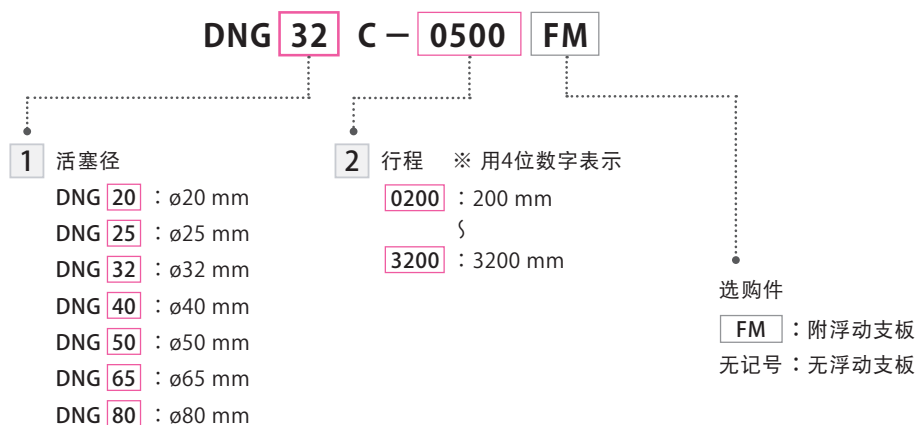 DNG 32 C － 0500 FM
1 活塞径
DNG 20 ：ø20 mm
DNG 25 ：ø25 mm
DNG 32 ：ø32 mm
DNG 40 ：ø40 mm
DNG 50 ：ø50 mm
DNG 65 ：ø65 mm
DNG 80 ：ø80 mm
2 行程 ※ 用4位数字表示
0200 ：200 mm
〜
3200 ：3200 mm
选购件
FM ：附浮动支板
无记号：无浮动支板